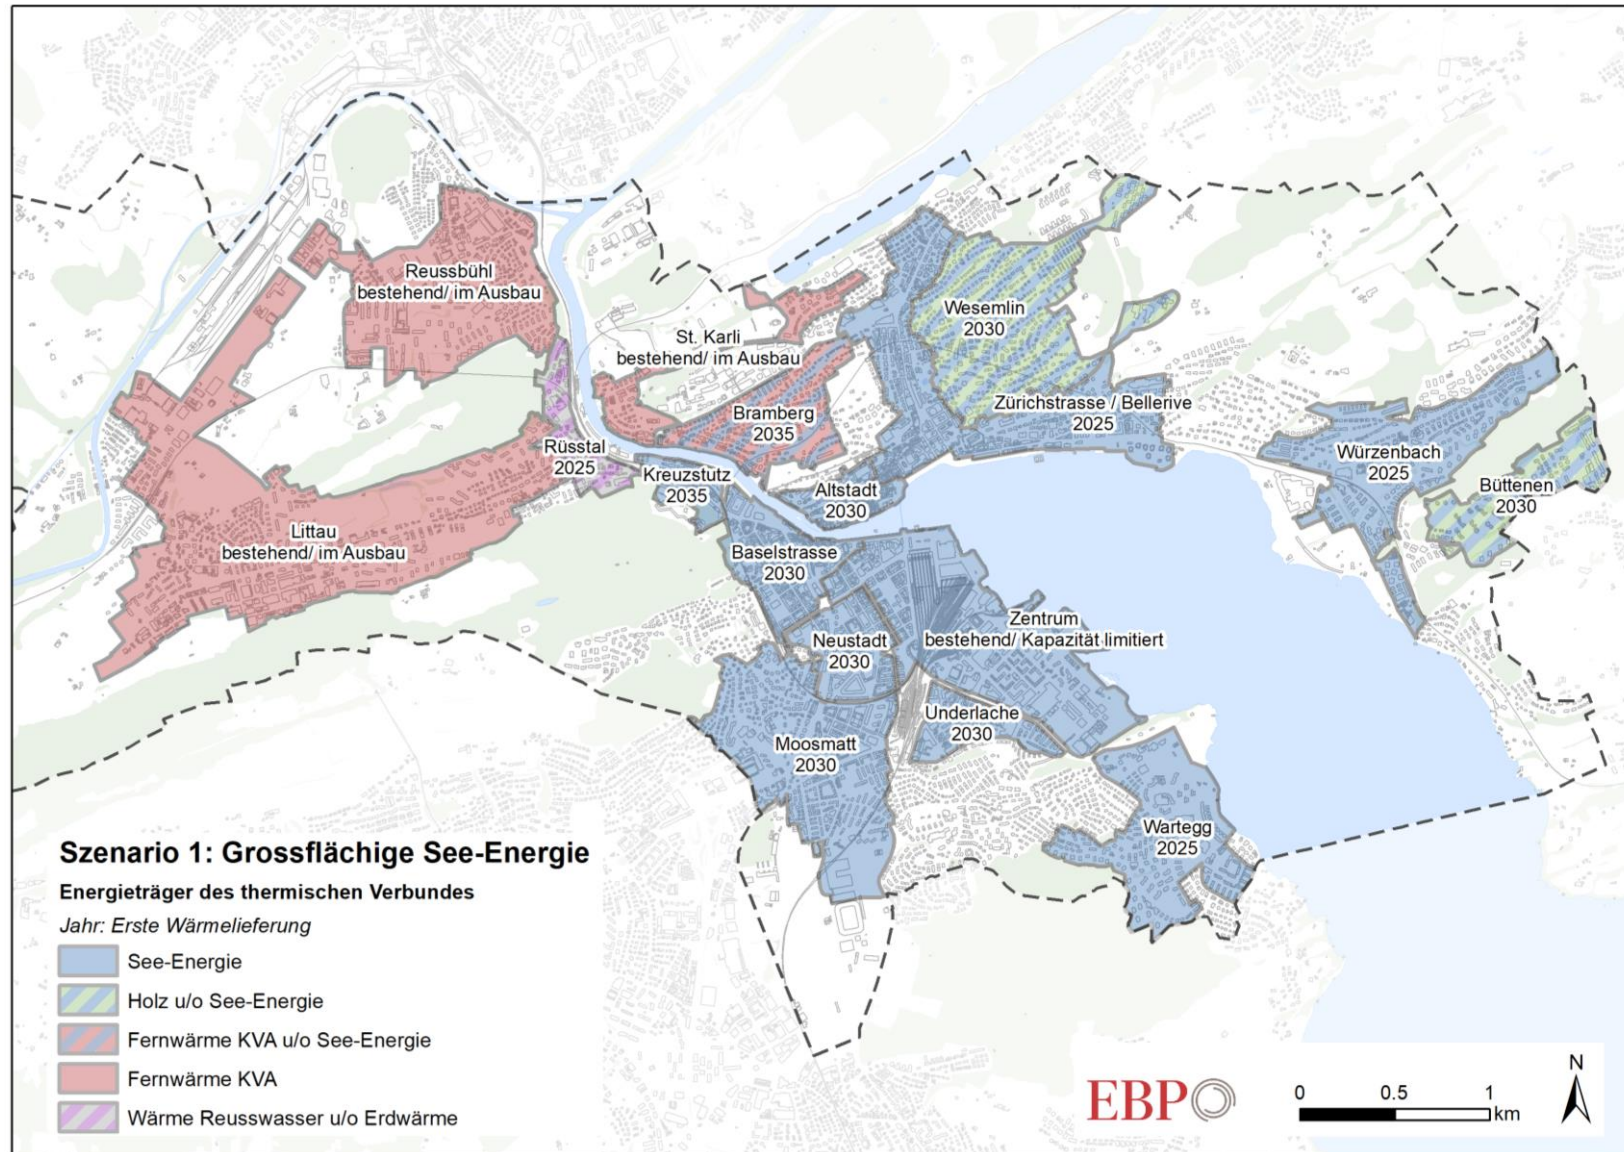 Reussbühl
bestehend/ im Ausbau
St. Karli
bestehend/ im Ausbau
Wesemlin
2030
Bramberg
2035
Zürichstrasse / Bellerive
2025
Rüsstal
2025
Kreuzstutz
2035
Altstadt
2030
Würzenbach
2025
Büttenen
2030
Littau
bestehend/ im Ausbau
Baselstrasse
2030
Neustadt
2030
Zentrum
bestehend/ Kapazität limitiert
Underlache
2030
Moosmatt
2030
Wartegg
2025
Szenario 1: Grossflächige See-Energie
Energieträger des thermischen Verbundes
Jahr: Erste Wärmelieferung
See-Energie
Holz u/o See-Energie
Fernwärme KVA u/o See-Energie
Fernwärme KVA
Wärme Reusswasser u/o Erdwärme
EBP
0 0.5 1
km
N